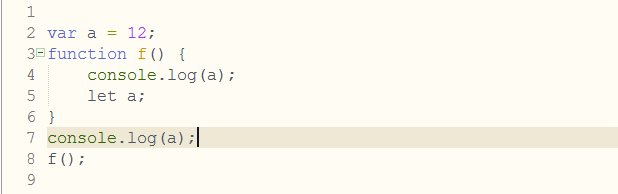 1
2 var a = 12;
3 function f() {
4     console.log(a);
5     let a;
6 }
7 console.log(a);
8 f();
9